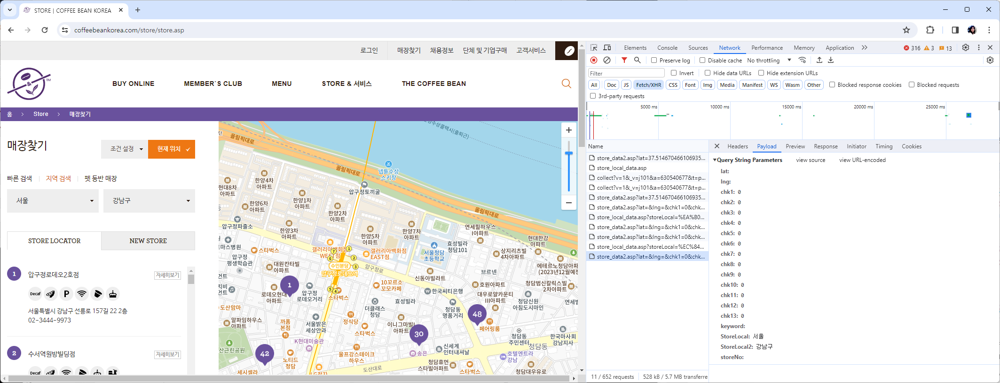 STORE | COFFEE BEAN KOREA
coffeebeankorea.com/store/store.asp
로그인 매장찾기 채용정보 단체 및 기업구매 고객서비스
&
TM
BUY ONLINE MEMBER`S CLUB MENU STORE & 서비스 THE COFFEE BEAN
홈 > Store > 매장찾기
매장찾기
조건 설정
현재 위치
빠른 검색 지역 검색 펫 동반 매장
서울 강남구
STORE LOCATOR NEW STORE
1 압구정로데오2호점 자세히보기
Decaf P
서울특별시 강남구 선릉로 157길 22 2층
02-3444-9973
2 수서역원방빌딩점 자세히보기
Decaf
올림픽대로
올림픽대로
올림픽대로
넵튠수상
스키장
한양4차
아파트
현대8차
아파트
한양1차
아파트
압구정토끼굴
한양6차
아파트
한양2차
아파트
압구정파출소
한양3차
아파트
한양5차
아파트
한양7차
아파트
연세힐하우스
I아파트
현대한강
아파트
효성빌라
청담101
스타벅스
갤러리아백화점
WEST점
갤러리아백화점
EAST점
서울청담
초등학교
상지리츠빌
4차아파트
압구정
평생학습관
대원칸타빌
아파트
수인분당
압구정로데오역
압구정로
에테르노청담아파
(2023년12월예정
신동아빌라트
브르넨
10꼬르소
꼬모카페
호원아파트
청담범신칼릭스빌
2차아파트
로데오현대
아파트
압구정
로데오거리
스타벅스
한국씨티은행
대우로얄카운티
III아파트
효성빌라
청담신원
아침도시마인
더클래스
청담
청담동
명품거리
도산맘마
알파임하우스
아파트
까폼
본점
서울밝은
세상안과
정식당
스타벅스
이니그마빌
아파트
페어링룸
K현대미술관
울프강스테이크
하우스
송은
신세계
인터내셔날
청담동
주민센터
청담동
한국마사회
강남지사
노티드
청담
호텔엔트라
강남
청담휴먼
스타빌아파트
스타벅스
도산대로
세시셀라
청담대우유로
1
48
30
42
Elements Console Sources Network Performance Memory Application 316 3 13
Preserve log Disable cache No throttling
Filter Invert Hide data URLs Hide extension URLs
All Doc JS Fetch/XHR CSS Font Img Media Manifest WS Wasm Other Blocked response cookies Blocked requests
3rd-party requests
5000 ms 10000 ms 15000 ms 20000 ms 25000 ms
Name
store_data2.asp?lat=37.514670466106935...
store_local_data.asp
collect?v=1&_v=j101&a=630540677&t=p...
collect?v=1&_v=j101&a=630540677&t=p...
store_data2.asp?lat=37.514670466106935...
store_data2.asp?lat=&lng=&chk1=0&chk...
store_local_data.asp?storeLocal=%EA%B0...
store_data2.asp?lat=&lng=&chk1=0&chk...
store_data2.asp?lat=&lng=&chk1=0&chk...
store_local_data.asp?storeLocal=%EC%84...
store_data2.asp?lat=&lng=&chk1=0&chk...
11 / 652 requests 528 kB / 5.7 MB transferre
Headers Payload Preview Response Initiator Timing Cookies
Query String Parameters view source view URL-encoded
lat:
lng:
chk1: 0
chk2: 0
chk3: 0
chk4: 0
chk5: 0
chk6: 0
chk7: 0
chk8: 0
chk9: 0
chk10: 0
chk11: 0
chk12: 0
chk13: 0
keyword:
StoreLocal: 서울
StoreLocal2: 강남구
storeNo: